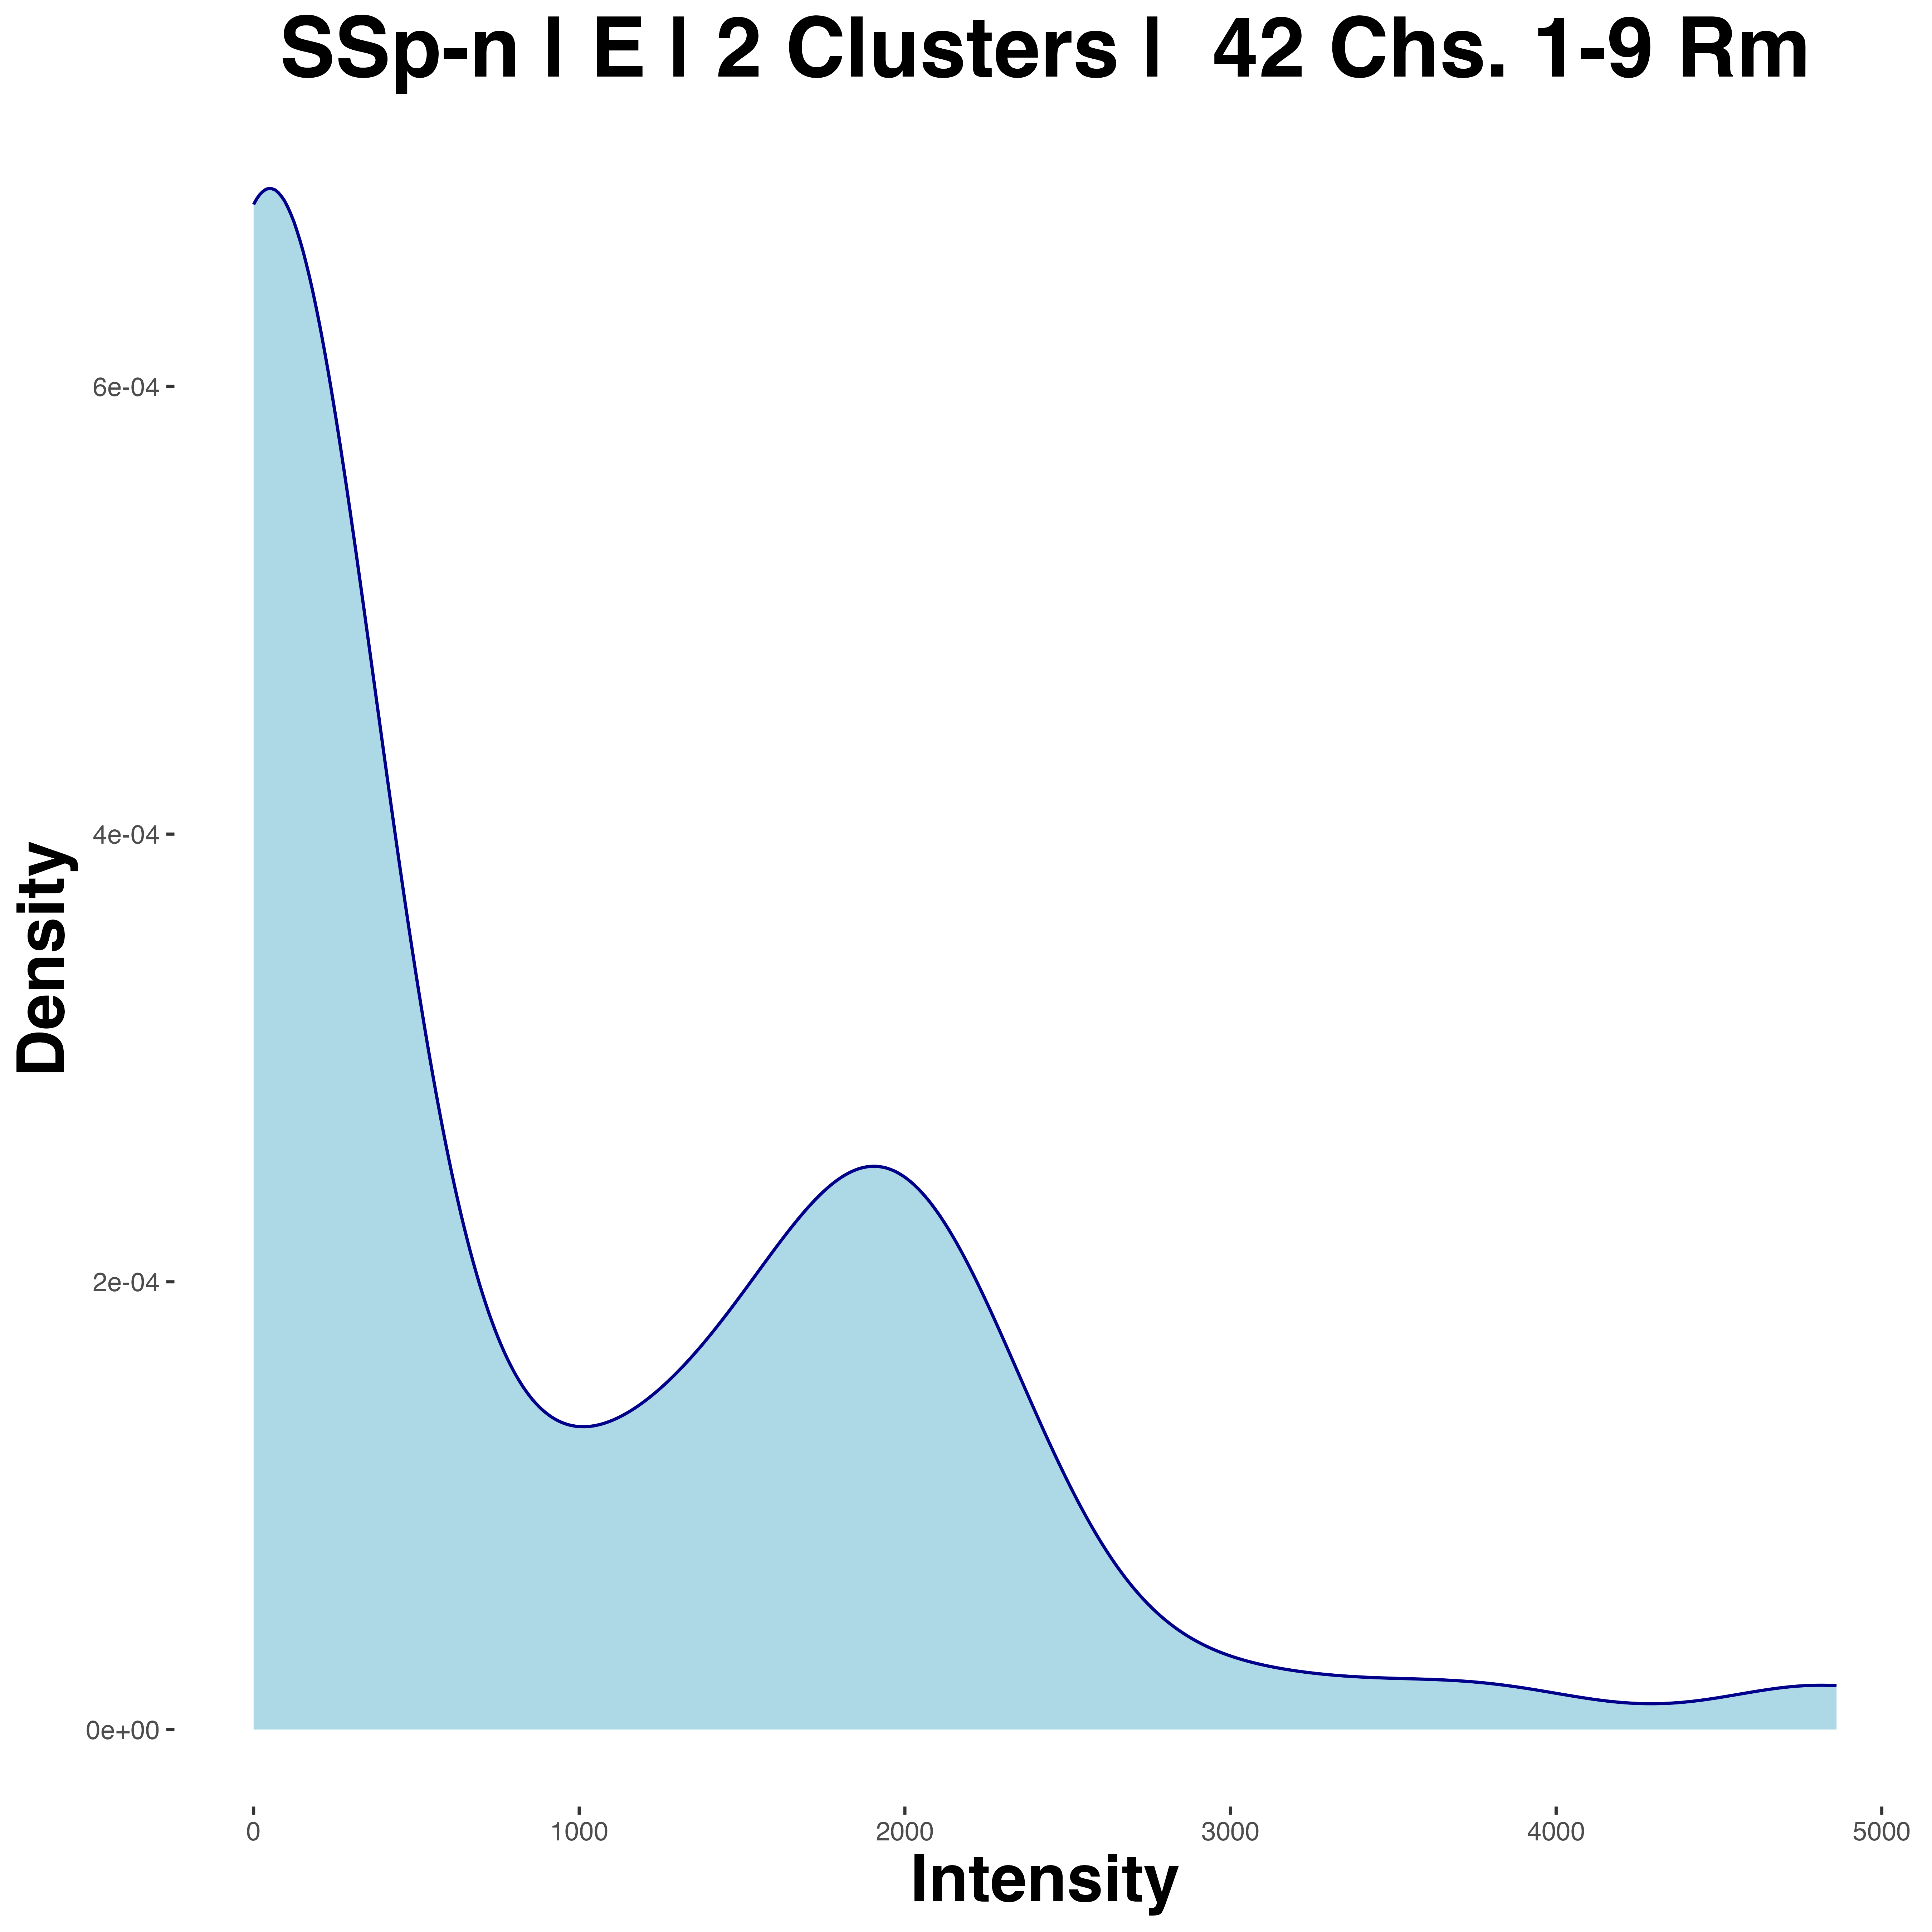 SSp-n | E | 2 Clusters |  42 Chs. 1-9 Rm
6e-04
4e-04
2e-04
0e+00
Density
0 1000 2000 3000 4000 5000
Intensity